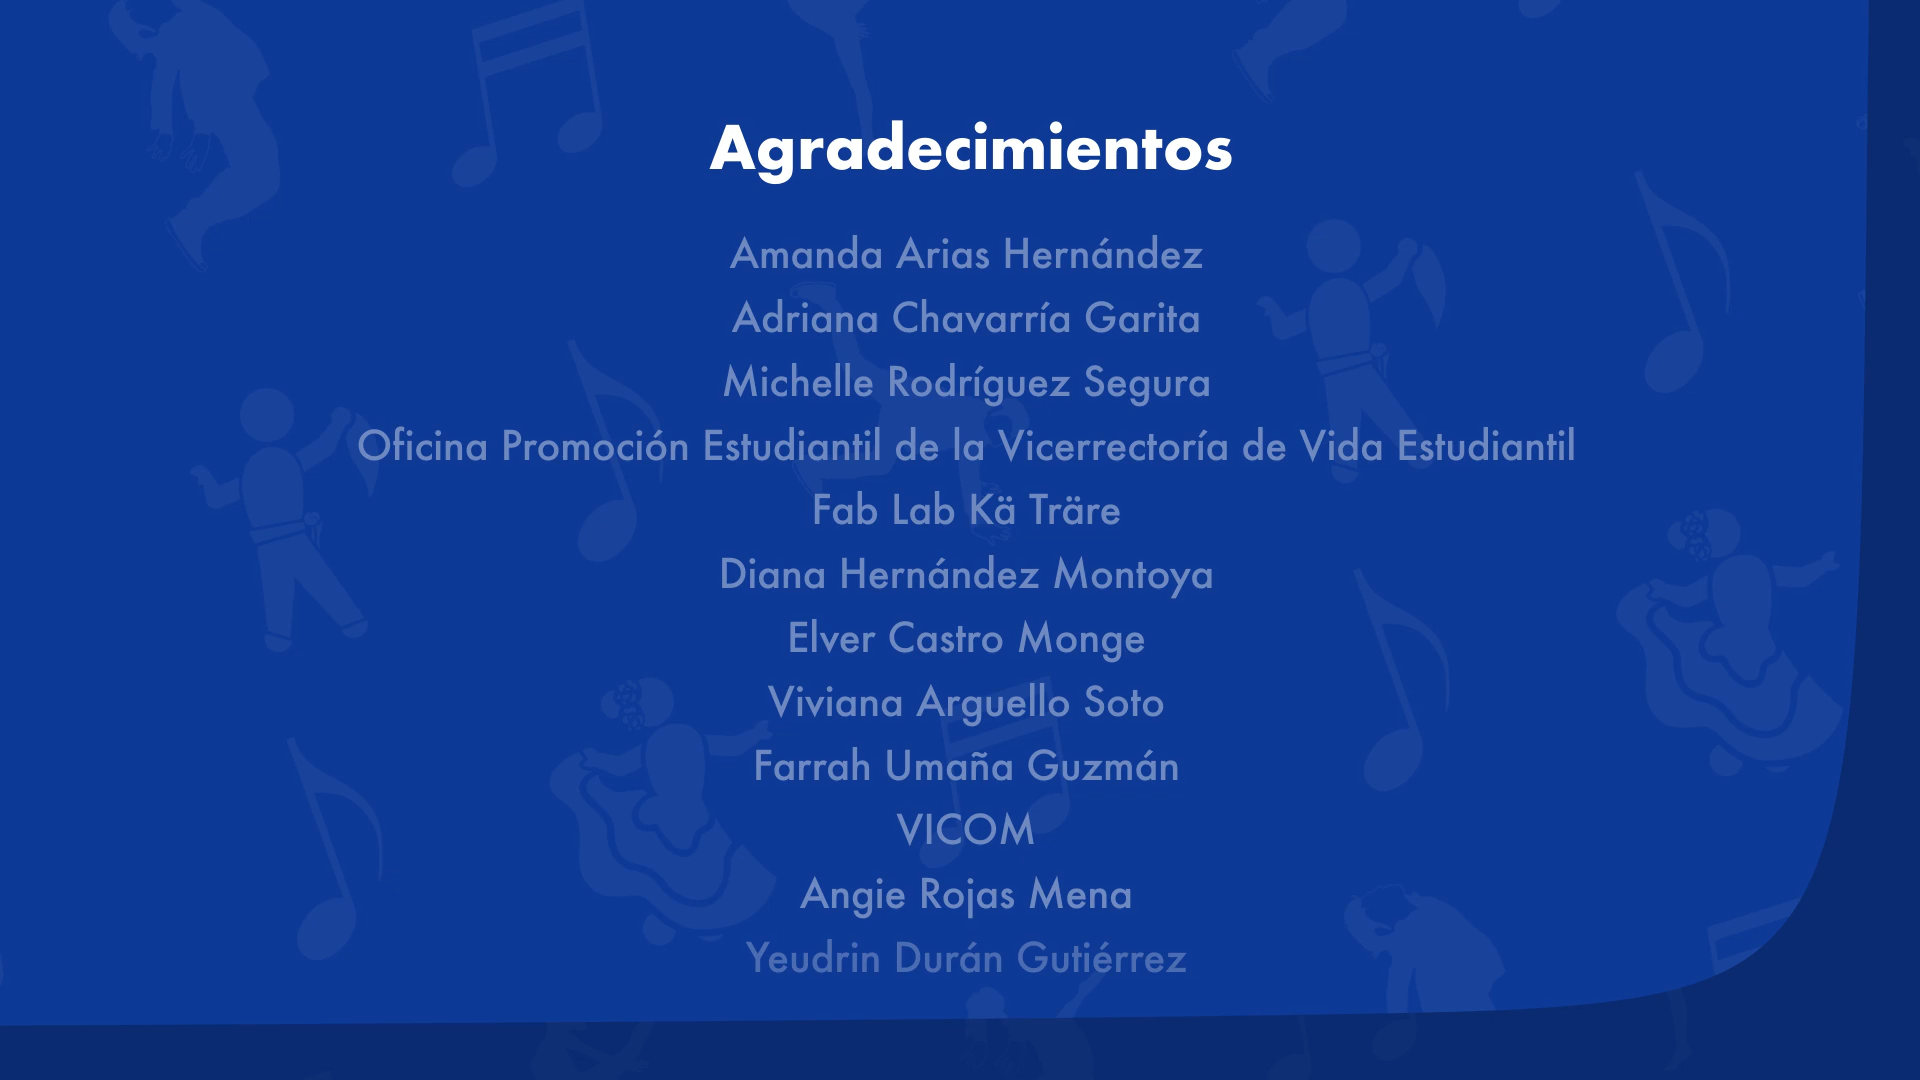 Agradecimientos
Amanda Arias Hernández
Adriana Chavarría Garita
Michelle Rodríguez Segura
Oficina Promoción Estudiantil de la Vicerrectoría de Vida Estudiantil
Fab Lab Kä Träre
Diana Hernández Montoya
Elver Castro Monge
Viviana Arguello Soto
Farrah Umaña Guzmán
VICOM
Angie Rojas Mena
Yeudrin Durán Gutiérrez